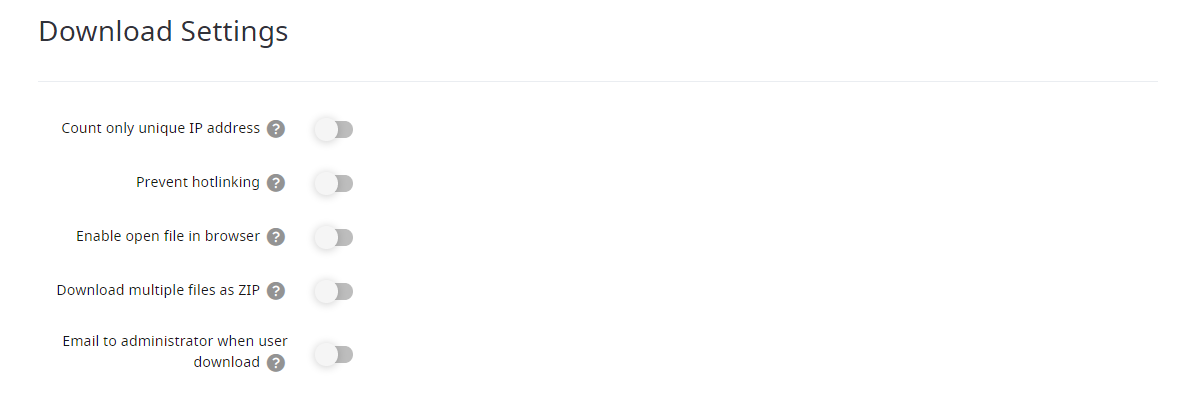 Download Settings
Count only unique IP address ?
Prevent hotlinking ?
Enable open file in browser ?
Download multiple files as ZIP ?
Email to administrator when user
download ?